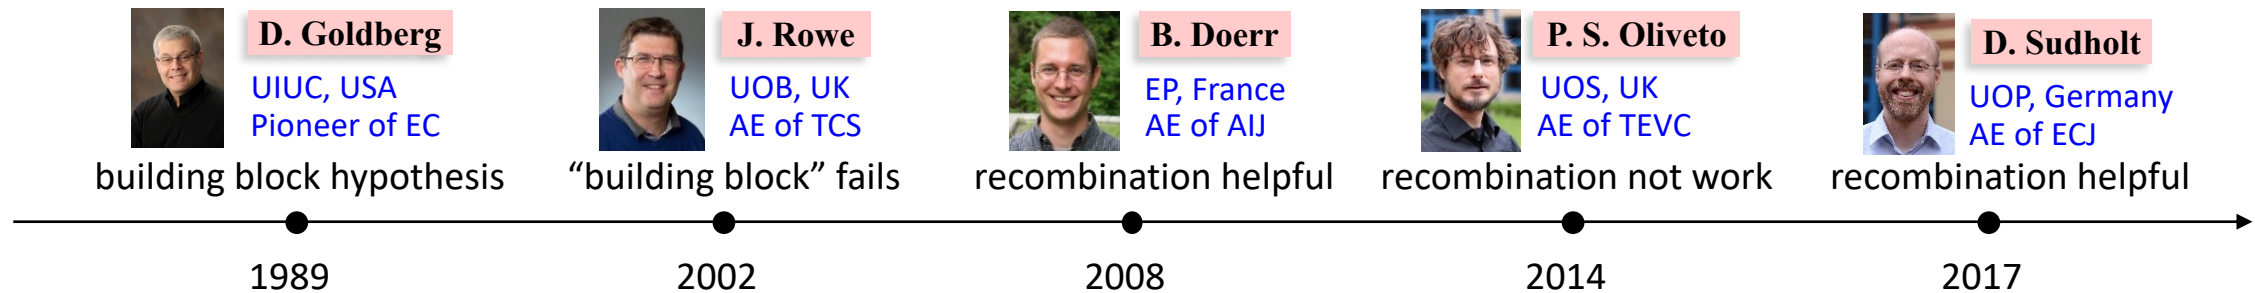 D. Goldberg
UIUC, USA
Pioneer of EC
building block hypothesis
1989
J. Rowe
UOB, UK
AE of TCS
“building block” fails
2002
B. Doerr
EP, France
AE of AIJ
recombination helpful
2008
P. S. Oliveto
UOS, UK
AE of TEVC
recombination not work
2014
D. Sudholt
UOP, Germany
AE of ECJ
recombination helpful
2017